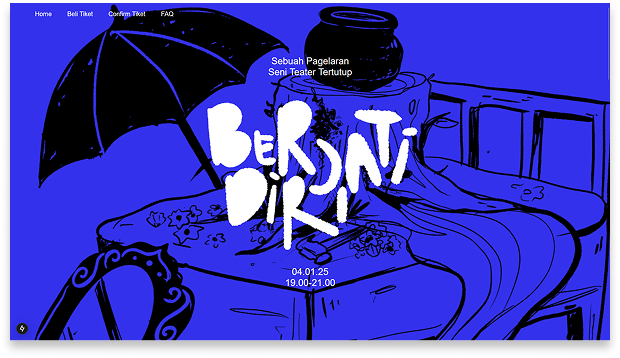 Home Beli Tiket Confirm Tiket FAQ
Sebuah Pagelaran
Seni Teater Tertutup
DiRi
04.01.25
19.00-21.00